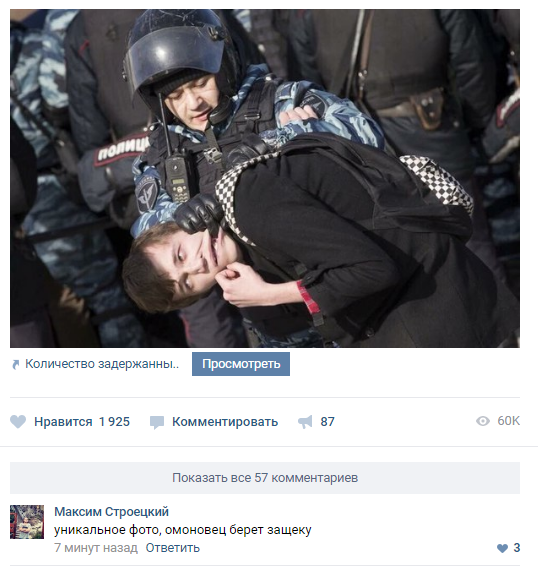 полиция
Количество задержанны..
Просмотреть
Нравится 1 925
Комментировать
87
60K
Показать все 57 комментариев
Максим Строецкий
уникальное фото, омоновец берет защеку
7 минут назад Ответить
3